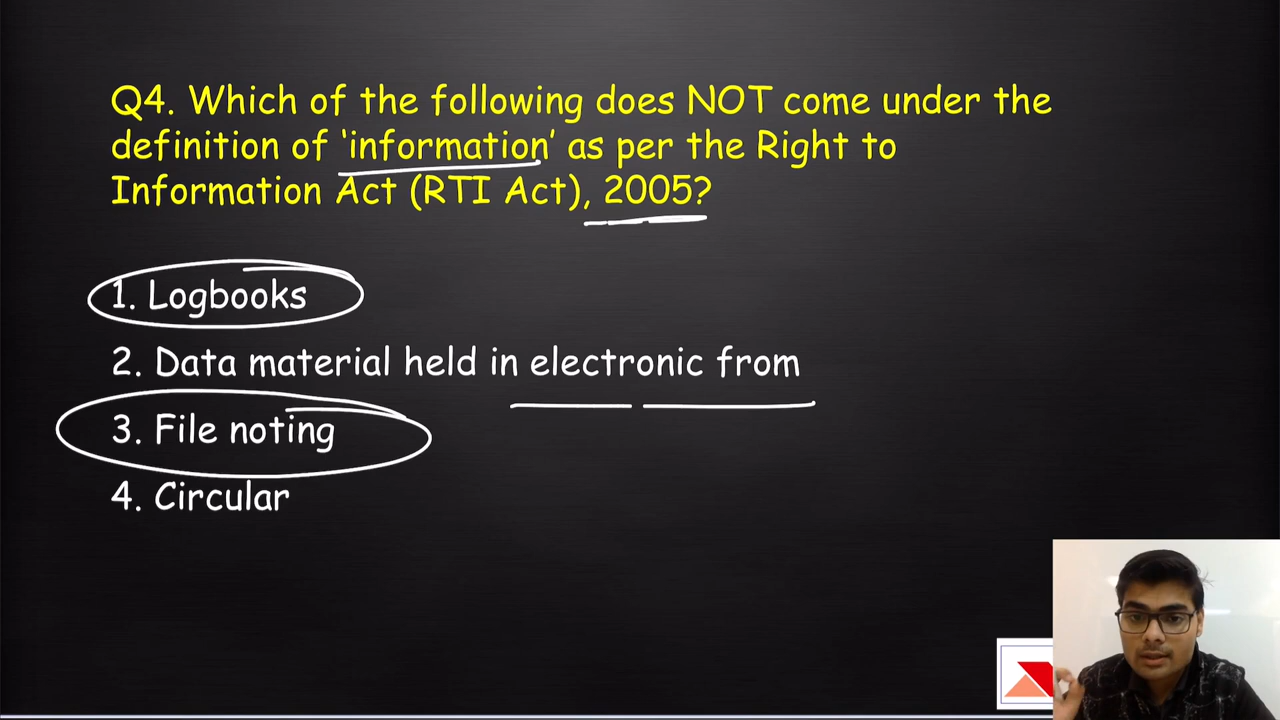 Q4. Which of the following does NOT come under the
definition of ‘information’ as per the Right to
Information Act (RTI Act), 2005?
1. Logbooks
2. Data material held in electronic from
3. File noting
4. Circular